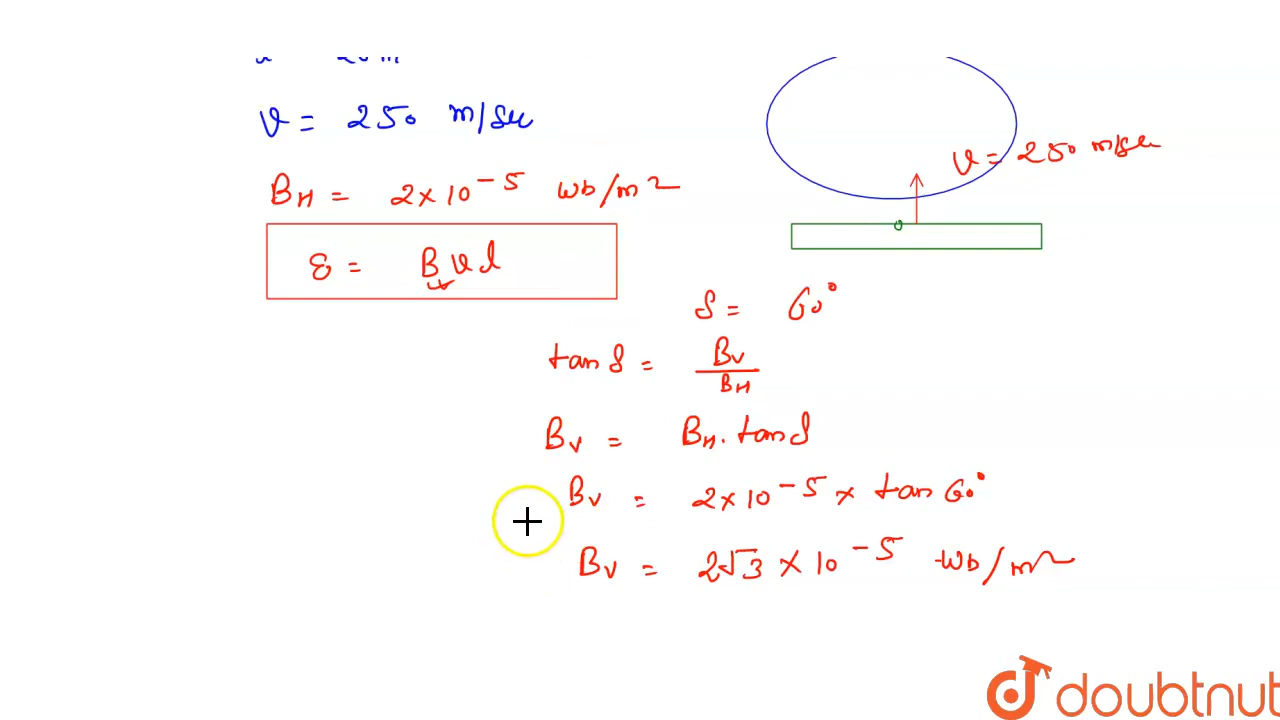 v = 250 m/sec
v = 250 m/sec
B_H = 2 × 10^-5 wb/m^2
ε = B v l
δ = 60°
tan δ = B_V / B_H
B_V = B_H . tan δ
B_V = 2 × 10^-5 × tan 60°
B_V = 2√3 × 10^-5 wb/m^2
doubtnut